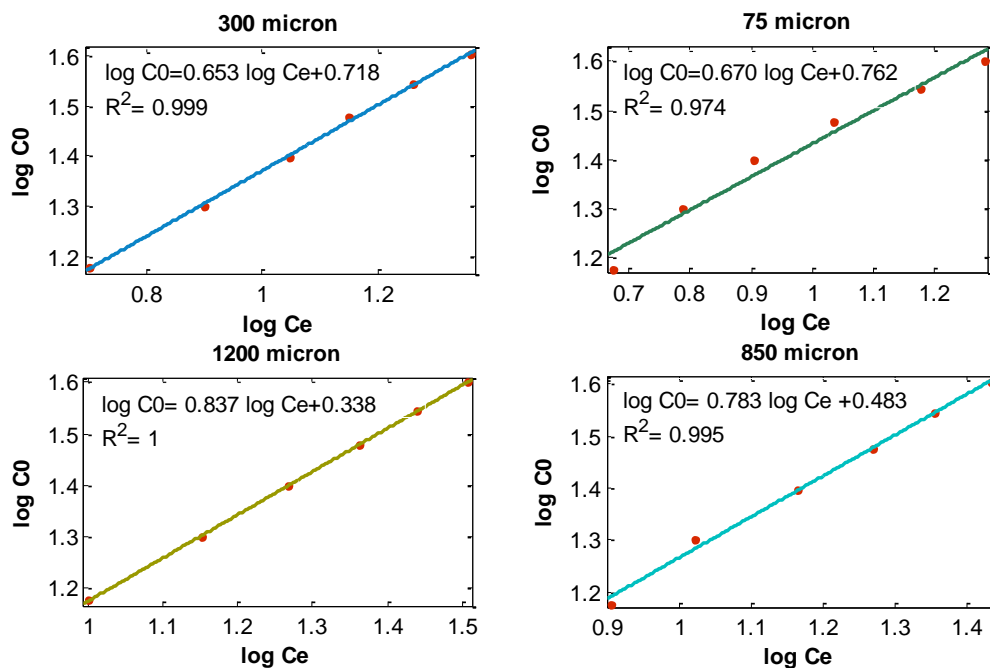 300 micron
log C0=0.653 log Ce+0.718
R2= 0.999
1.6
1.5
1.4
1.3
1.2
log C0
0.8 1 1.2
log Ce
75 micron
log C0=0.670 log Ce+0.762
R2= 0.974
1.6
1.5
1.4
1.3
1.2
log C0
0.7 0.8 0.9 1 1.1 1.2
log Ce
1200 micron
log C0= 0.837 log Ce+0.338
R2= 1
1.6
1.5
1.4
1.3
1.2
log C0
1 1.1 1.2 1.3 1.4 1.5
log Ce
850 micron
log C0= 0.783 log Ce +0.483
R2= 0.995
1.6
1.5
1.4
1.3
1.2
log C0
0.9 1 1.1 1.2 1.3 1.4
log Ce